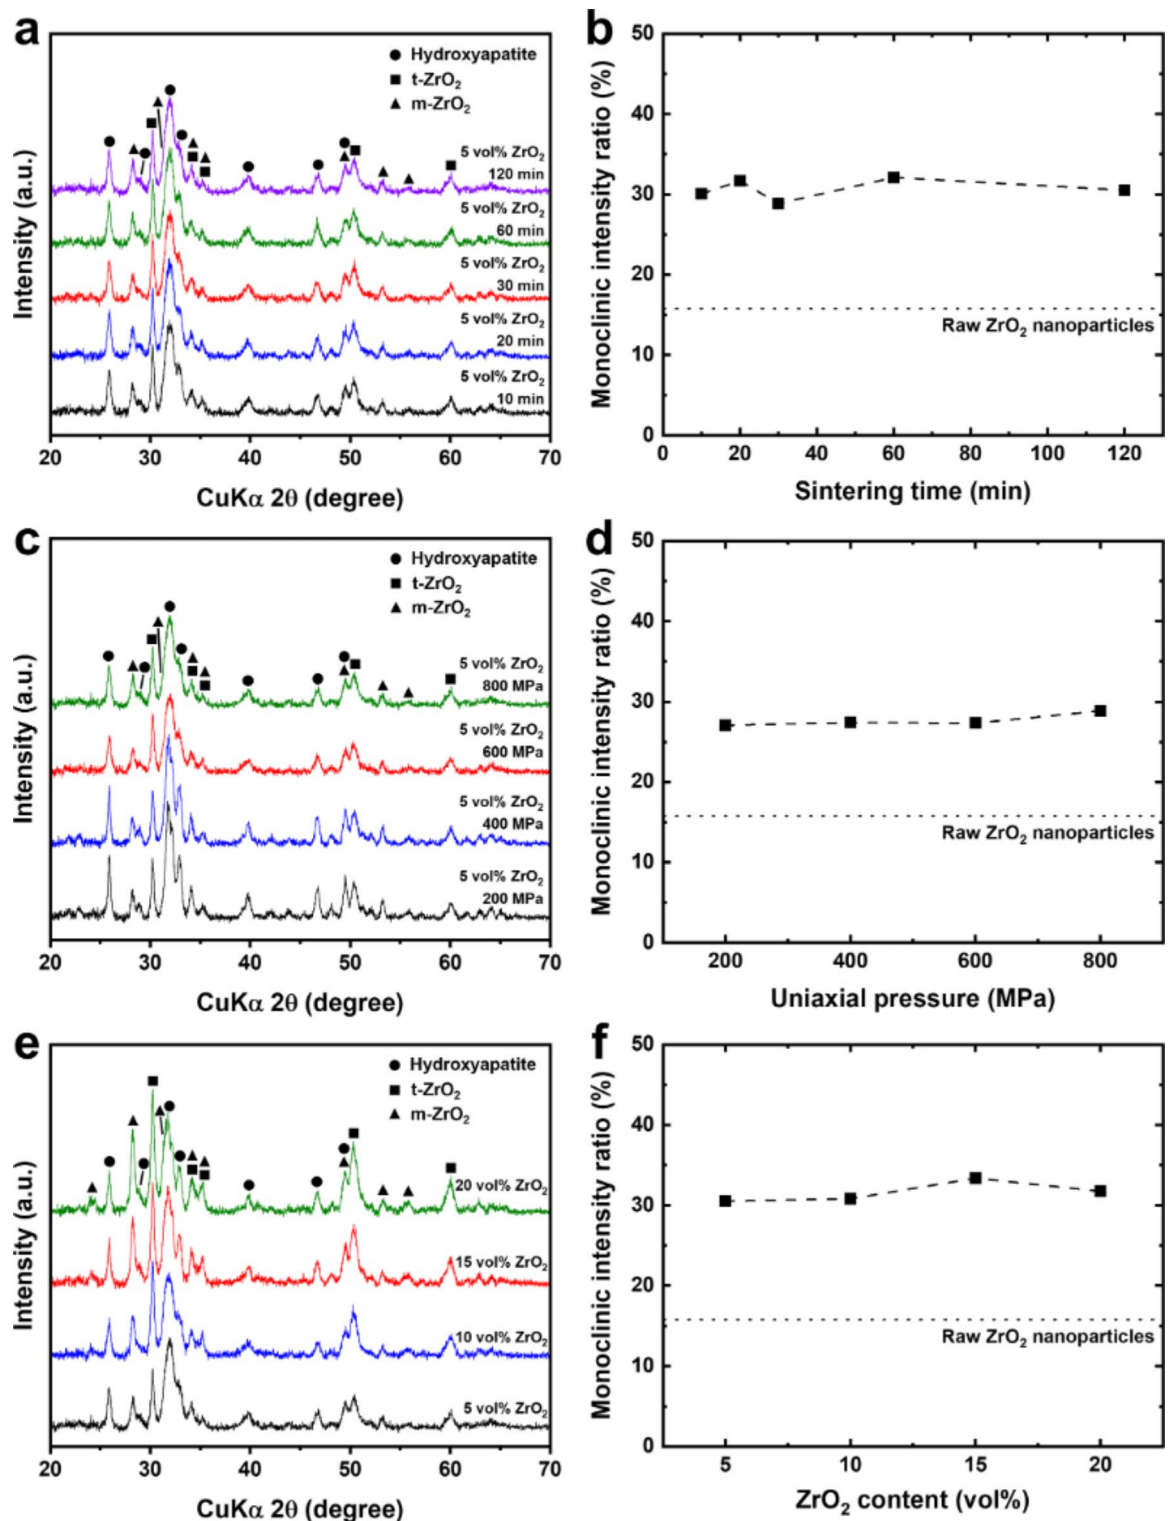 a
● Hydroxyapatite
■ t-ZrO₂
▲ m-ZrO₂
5 vol% ZrO₂
120 min
5 vol% ZrO₂
60 min
5 vol% ZrO₂
30 min
5 vol% ZrO₂
20 min
5 vol% ZrO₂
10 min
Intensity (a.u.)
20 30 40 50 60 70
CuKα 2θ (degree)
b
50
40
30
20
10
0
Monoclinic intensity ratio (%)
Raw ZrO₂ nanoparticles
0 20 40 60 80 100 120
Sintering time (min)
c
● Hydroxyapatite
■ t-ZrO₂
▲ m-ZrO₂
5 vol% ZrO₂
800 MPa
5 vol% ZrO₂
600 MPa
5 vol% ZrO₂
400 MPa
5 vol% ZrO₂
200 MPa
Intensity (a.u.)
20 30 40 50 60 70
CuKα 2θ (degree)
d
50
40
30
20
10
0
Monoclinic intensity ratio (%)
Raw ZrO₂ nanoparticles
200 400 600 800
Uniaxial pressure (MPa)
e
● Hydroxyapatite
■ t-ZrO₂
▲ m-ZrO₂
20 vol% ZrO₂
15 vol% ZrO₂
10 vol% ZrO₂
5 vol% ZrO₂
Intensity (a.u.)
20 30 40 50 60 70
CuKα 2θ (degree)
f
50
40
30
20
10
0
Monoclinic intensity ratio (%)
Raw ZrO₂ nanoparticles
5 10 15 20
ZrO₂ content (vol%)